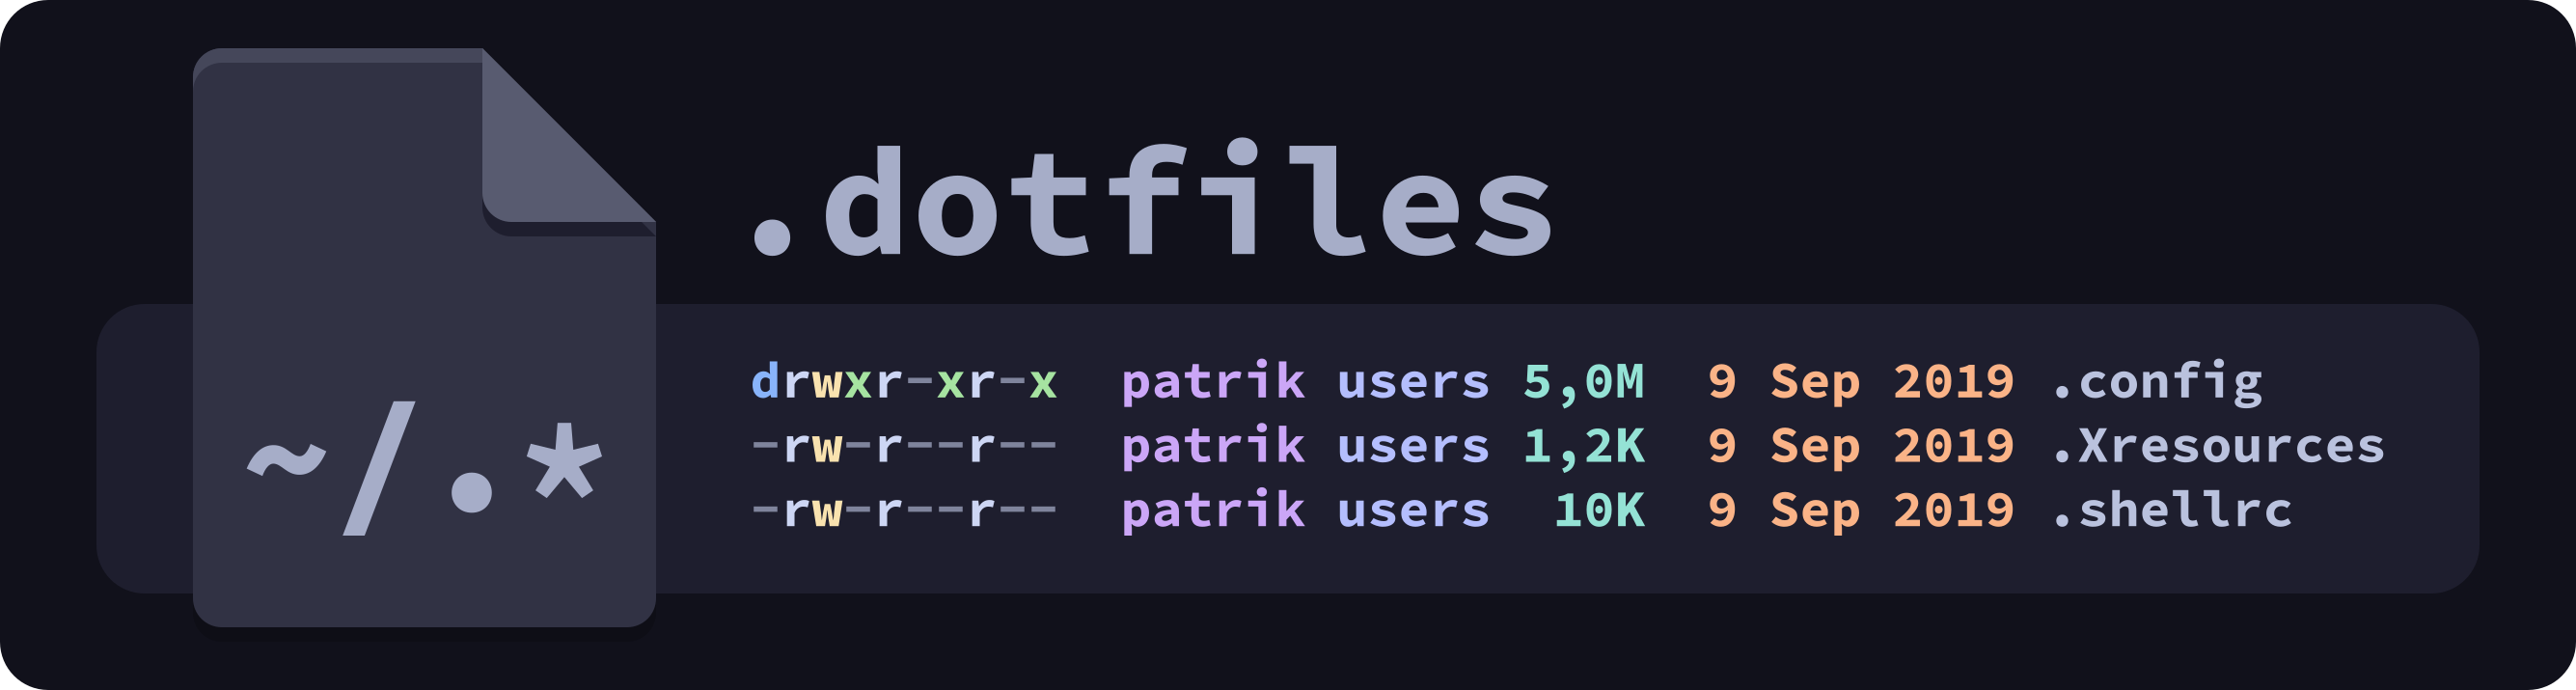 .dotfiles
~/.*
drwxr-xr-x  patrik users 5,0M  9 Sep 2019 .config
-rw-r--r--  patrik users 1,2K  9 Sep 2019 .Xresources
-rw-r--r--  patrik users  10K  9 Sep 2019 .shellrc